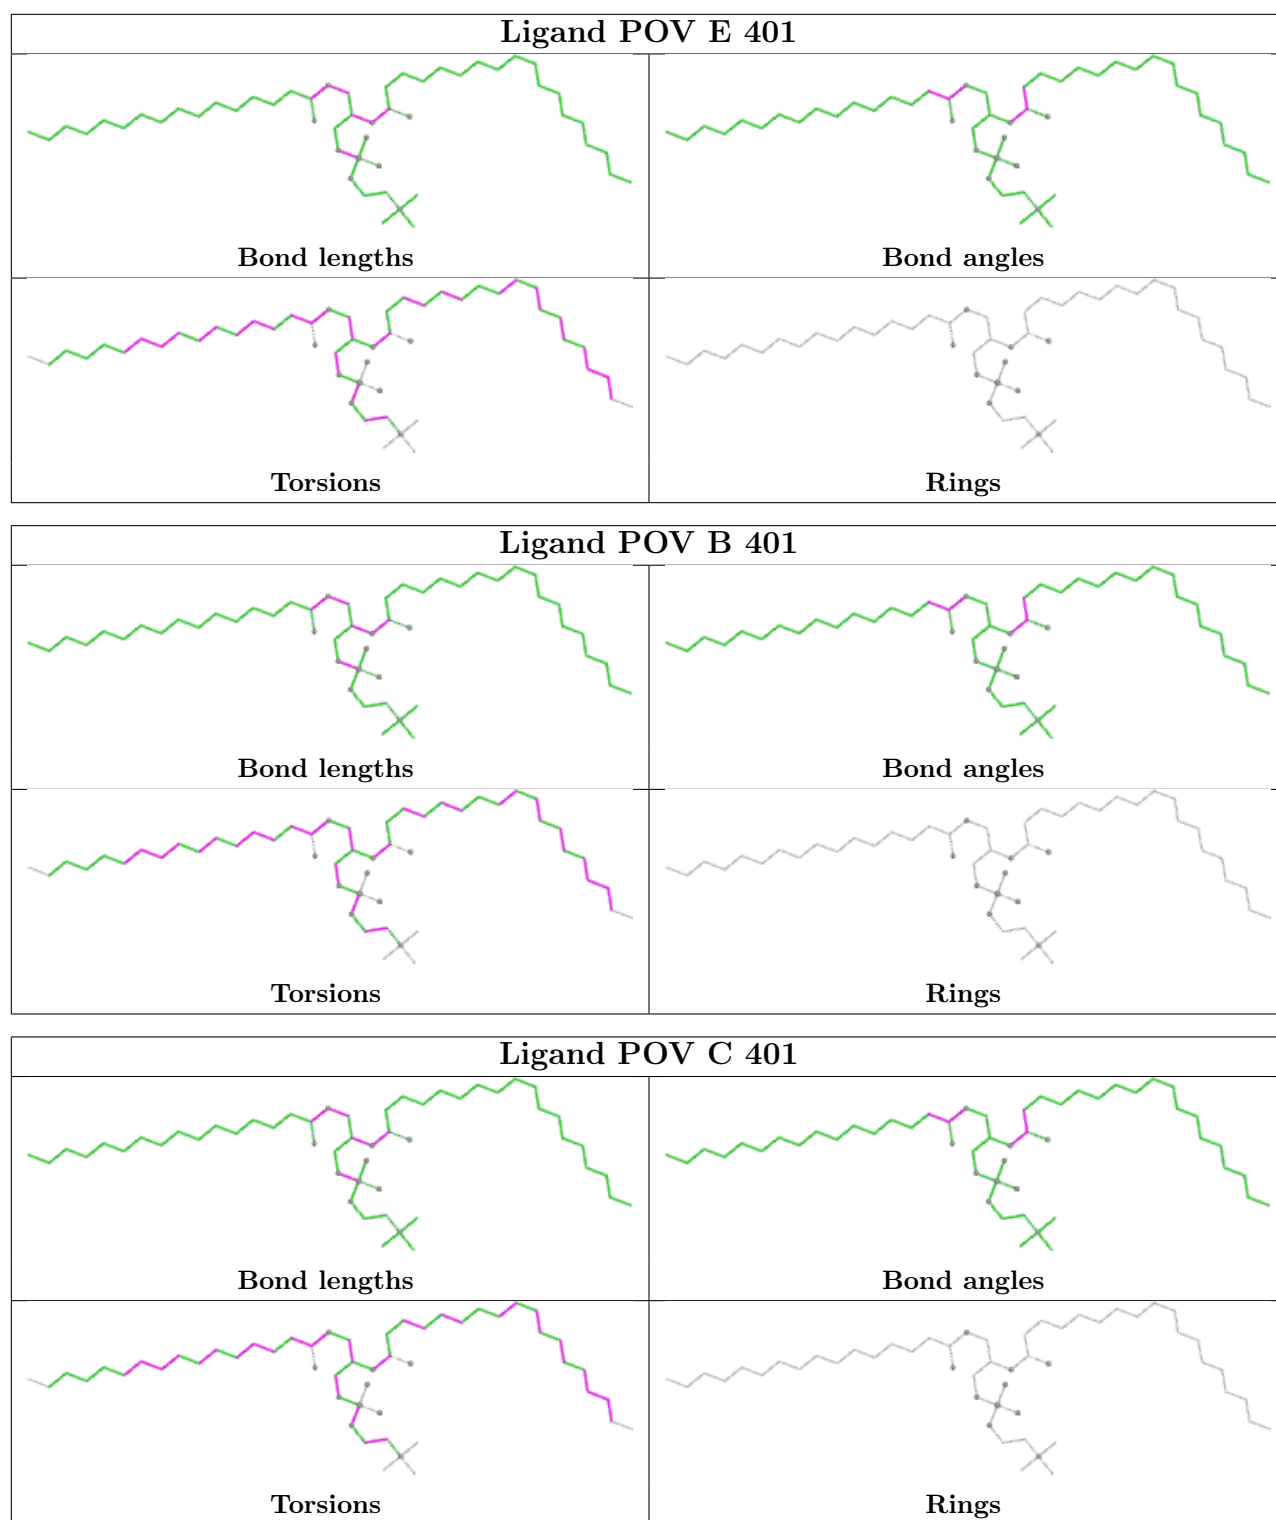 Ligand POV E 401
Bond lengths
Bond angles
Torsions
Rings
Ligand POV B 401
Bond lengths
Bond angles
Torsions
Rings
Ligand POV C 401
Bond lengths
Bond angles
Torsions
Rings